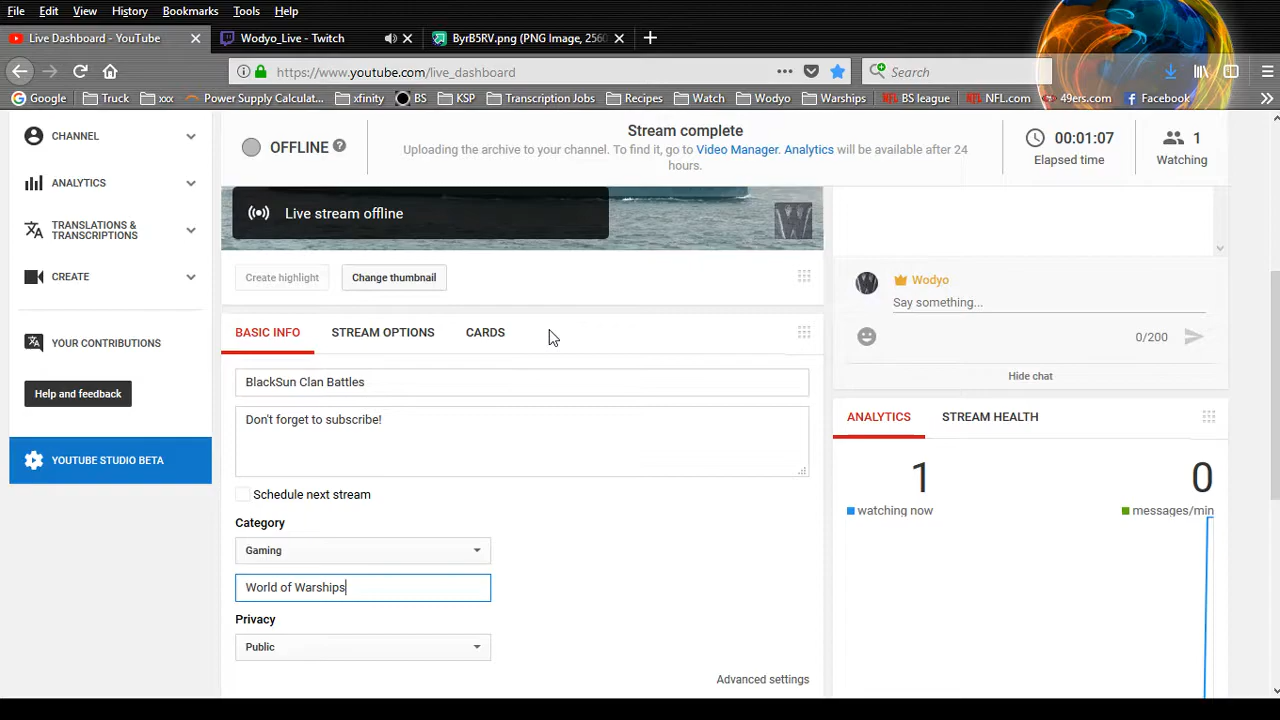 File Edit View History Bookmarks Tools Help
Live Dashboard - YouTube
Wodyo_Live - Twitch
ByrB5RV.png (PNG Image, 256
https://www.youtube.com/live_dashboard
Search
Google Truck xxx Power Supply Calculat... xfinity BS KSP Transcription Jobs Recipes Watch Wodyo Warships BS league NFL.com 49ers.com Facebook
CHANNEL
ANALYTICS
TRANSLATIONS &
TRANSCRIPTIONS
CREATE
YOUR CONTRIBUTIONS
Help and feedback
YOUTUBE STUDIO BETA
OFFLINE
Stream complete
Uploading the archive to your channel. To find it, go to Video Manager. Analytics will be available after 24
hours.
00:01:07
Elapsed time
1
Watching
Live stream offline
W
Create highlight Change thumbnail
BASIC INFO STREAM OPTIONS CARDS
BlackSun Clan Battles
Don't forget to subscribe!
Schedule next stream
Category
Gaming
World of Warships
Privacy
Public
Advanced settings
Wodyo
Say something...
0/200
Hide chat
ANALYTICS STREAM HEALTH
1 0
watching now messages/min